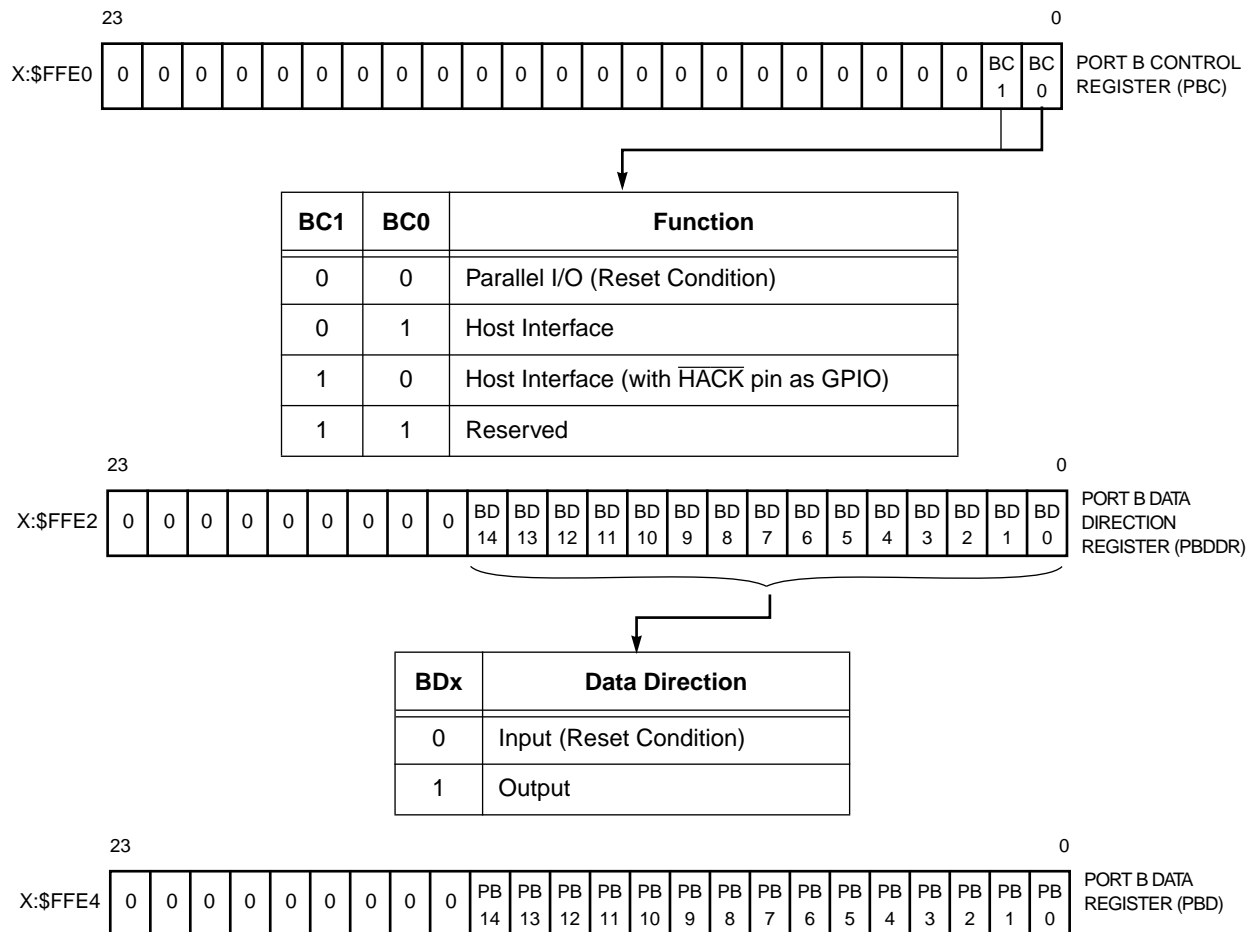 23 0
X:$FFE0 0 0 0 0 0 0 0 0 0 0 0 0 0 0 0 0 0 0 0 0 0 0 BC 1 BC 0 PORT B CONTROL
REGISTER (PBC)
BC1 BC0 Function
0 0 Parallel I/O (Reset Condition)
0 1 Host Interface
1 0 Host Interface (with H̅A̅C̅K̅ pin as GPIO)
1 1 Reserved
23 0
X:$FFE2 0 0 0 0 0 0 0 0 0 BD 14 BD 13 BD 12 BD 11 BD 10 BD 9 BD 8 BD 7 BD 6 BD 5 BD 4 BD 3 BD 2 BD 1 BD 0 PORT B DATA
DIRECTION
REGISTER (PBDDR)
BDx Data Direction
0 Input (Reset Condition)
1 Output
23 0
X:$FFE4 0 0 0 0 0 0 0 0 0 PB 14 PB 13 PB 12 PB 11 PB 10 PB 9 PB 8 PB 7 PB 6 PB 5 PB 4 PB 3 PB 2 PB 1 PB 0 PORT B DATA
REGISTER (PBD)